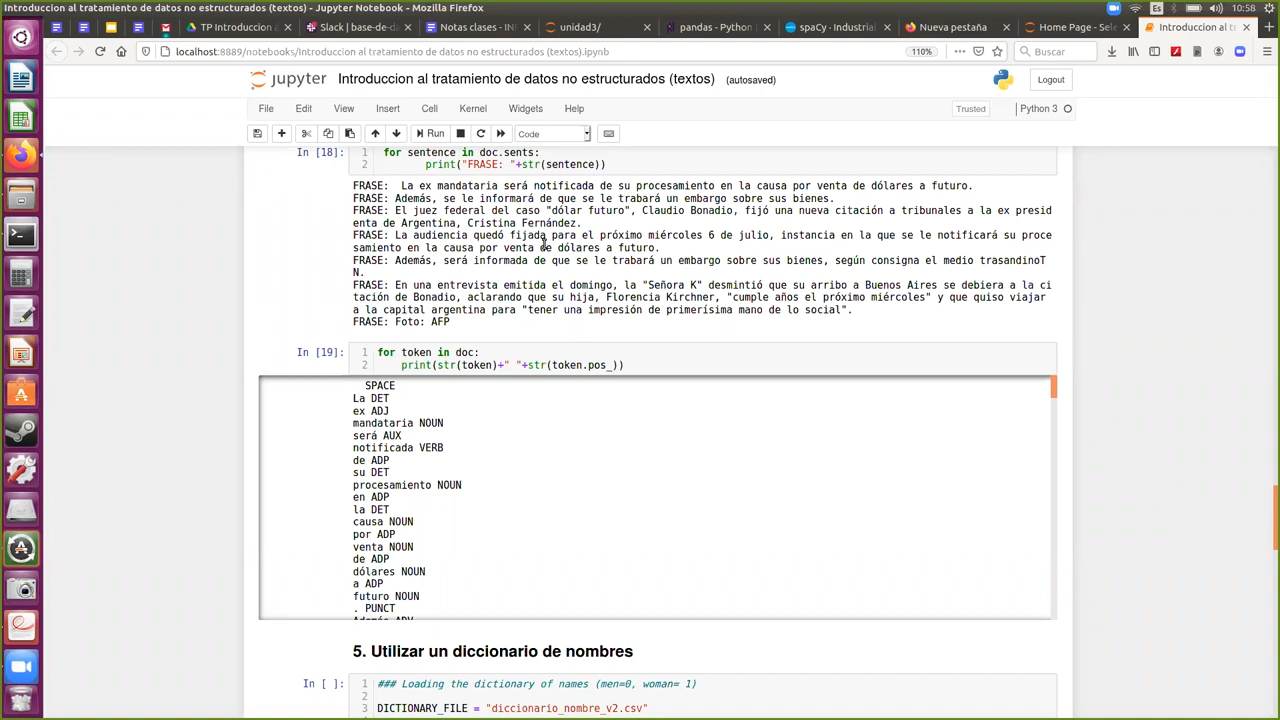 Introduccion al tratamiento de datos no estructurados (textos) - Jupyter Notebook - Mozilla Firefox
Es
10:58
TP Introduccion a
Slack | base-de-da
Notas clase - IND
unidad3/
pandas - Python
spaCy · Industrial
Nueva pestaña
Home Page - Sele
Introduccion al t
localhost:8889/notebooks/Introduccion al tratamiento de datos no estructurados (textos).ipynb
110%
Buscar
jupyter
Introduccion al tratamiento de datos no estructurados (textos)
(autosaved)
Logout
File
Edit
View
Insert
Cell
Kernel
Widgets
Help
Trusted
Python 3
Run
Code
In [18]:
1 for sentence in doc.sents:
2 print("FRASE: "+str(sentence))
FRASE:  La ex mandataria será notificada de su procesamiento en la causa por venta de dólares a futuro.
FRASE: Además, se le informará de que se le trabará un embargo sobre sus bienes.
FRASE: El juez federal del caso "dólar futuro", Claudio Bonadio, fijó una nueva citación a tribunales a la ex presid
enta de Argentina, Cristina Fernández.
FRASE: La audiencia quedó fijada para el próximo miércoles 6 de julio, instancia en la que se le notificará su proce
samiento en la causa por venta de dólares a futuro.
FRASE: Además, será informada de que se le trabará un embargo sobre sus bienes, según consigna el medio trasandinoT
N.
FRASE: En una entrevista emitida el domingo, la "Señora K" desmintió que su arribo a Buenos Aires se debiera a la ci
tación de Bonadio, aclarando que su hija, Florencia Kirchner, "cumple años el próximo miércoles" y que quiso viajar
a la capital argentina para "tener una impresión de primerísima mano de lo social".
FRASE: Foto: AFP
In [19]:
1 for token in doc:
2 print(str(token)+" "+str(token.pos_))
SPACE
La DET
ex ADJ
mandataria NOUN
será AUX
notificada VERB
de ADP
su DET
procesamiento NOUN
en ADP
la DET
causa NOUN
por ADP
venta NOUN
de ADP
dólares NOUN
a ADP
futuro NOUN
. PUNCT
Además ADV
5. Utilizar un diccionario de nombres
In [ ]:
1 ### Loading the dictionary of names (men=0, woman= 1)
2
3 DICTIONARY_FILE = "diccionario_nombre_v2.csv"